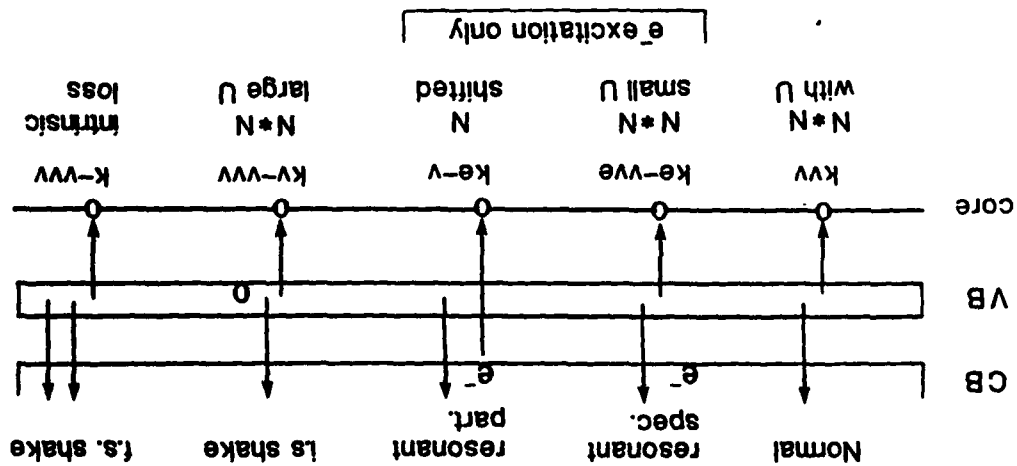 Normal resonant resonant i.s shake f.s. shake
spec. part.
CB e⁻ e⁻
VB
core
kvv ke-vve ke-v kv-vvv k-vvv
N*N N*N N N*N intrinsic
with U small U shifted large U loss
e⁻ excitation only